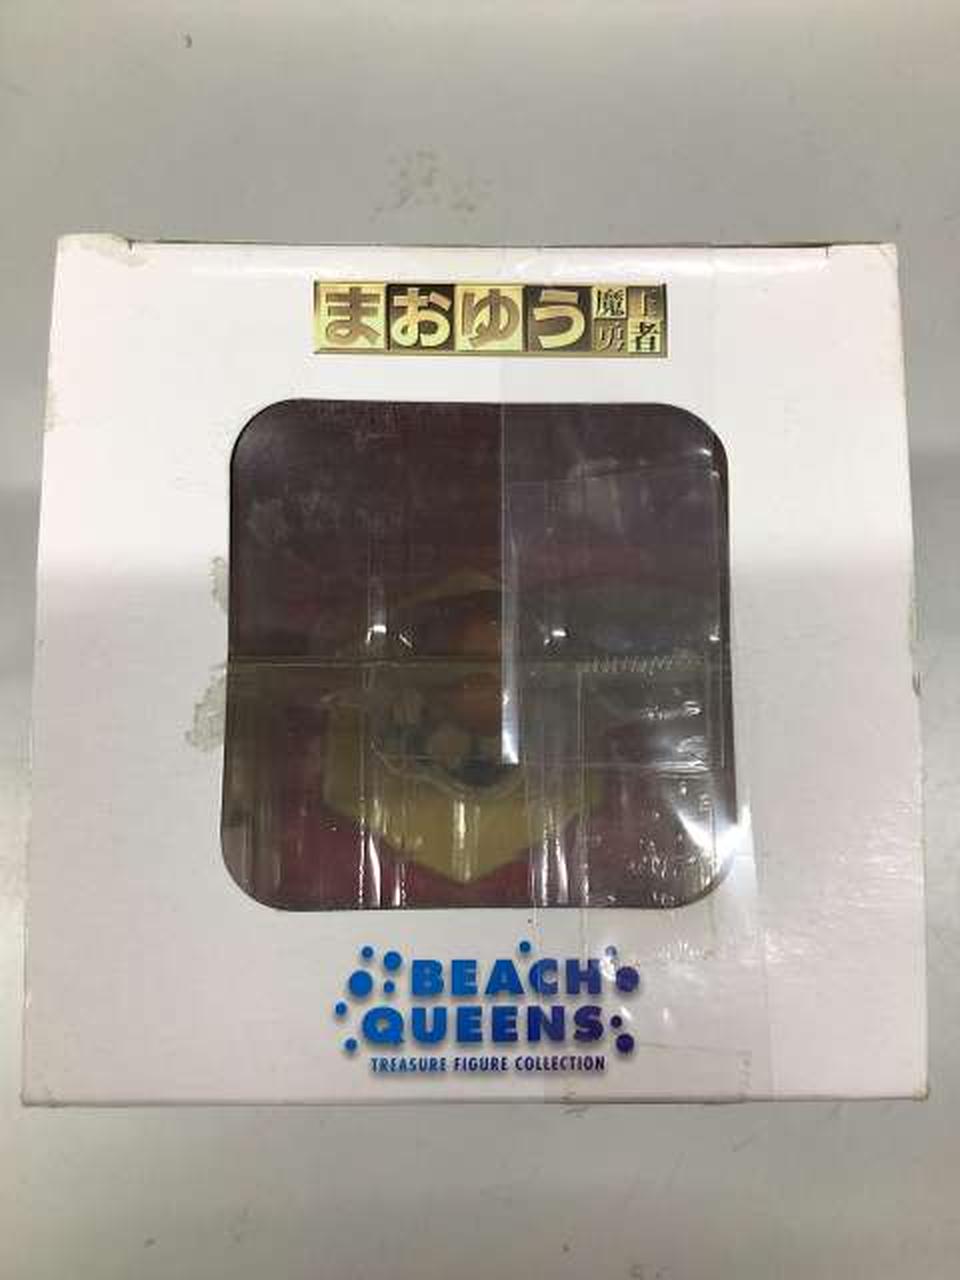 まおゆう魔王勇者
BEACH
QUEENS
TREASURE FIGURE COLLECTION